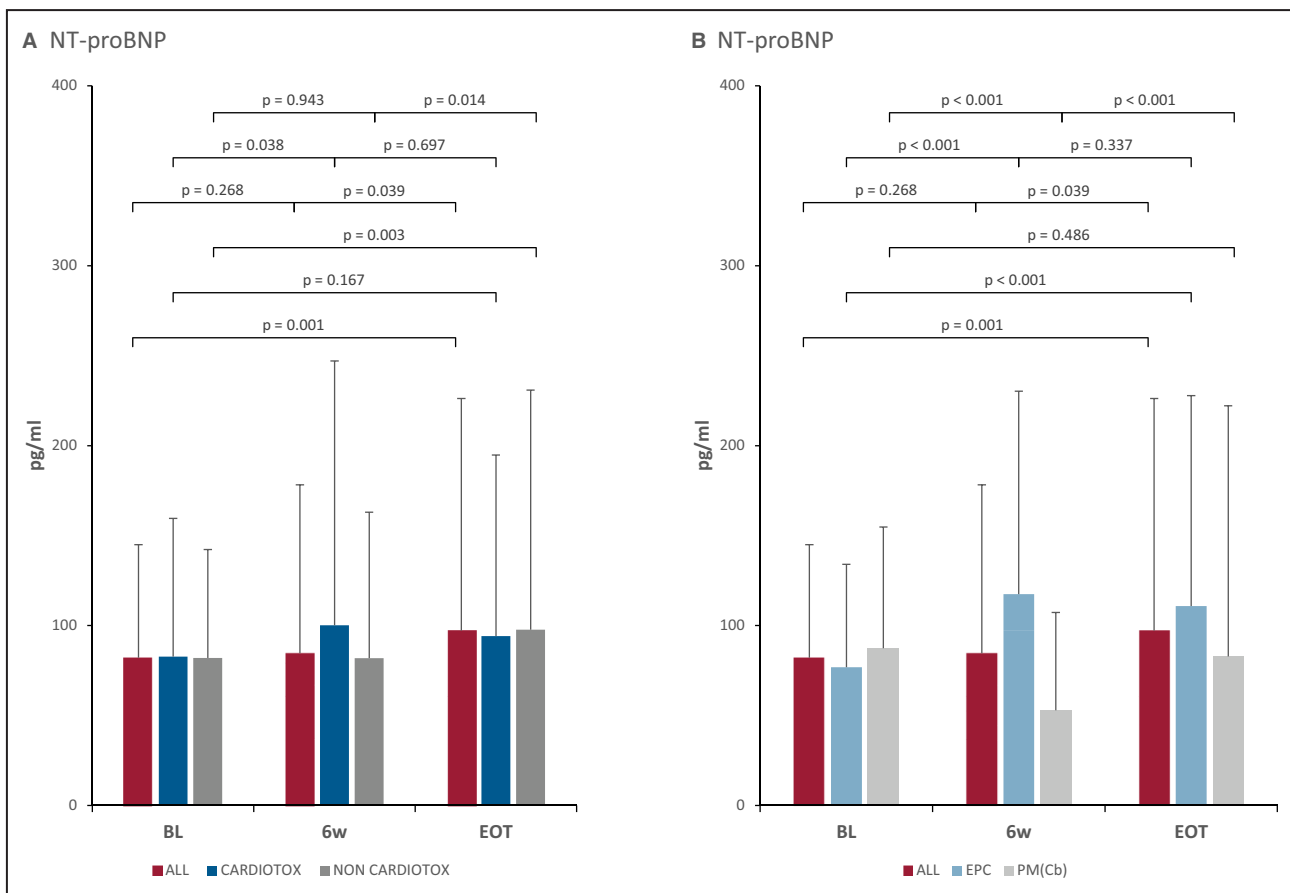 A NT-proBNP
400
p = 0.943 p = 0.014
p = 0.038 p = 0.697
p = 0.268 p = 0.039
p = 0.003
300
p = 0.167
p = 0.001
200
pg/ml
100
0
BL 6w EOT
ALL CARDIOTOX NON CARDIOTOX
B NT-proBNP
400
p < 0.001 p < 0.001
p < 0.001 p = 0.337
p = 0.268 p = 0.039
p = 0.486
300
p < 0.001
p = 0.001
200
pg/ml
100
0
BL 6w EOT
ALL EPC PM(Cb)